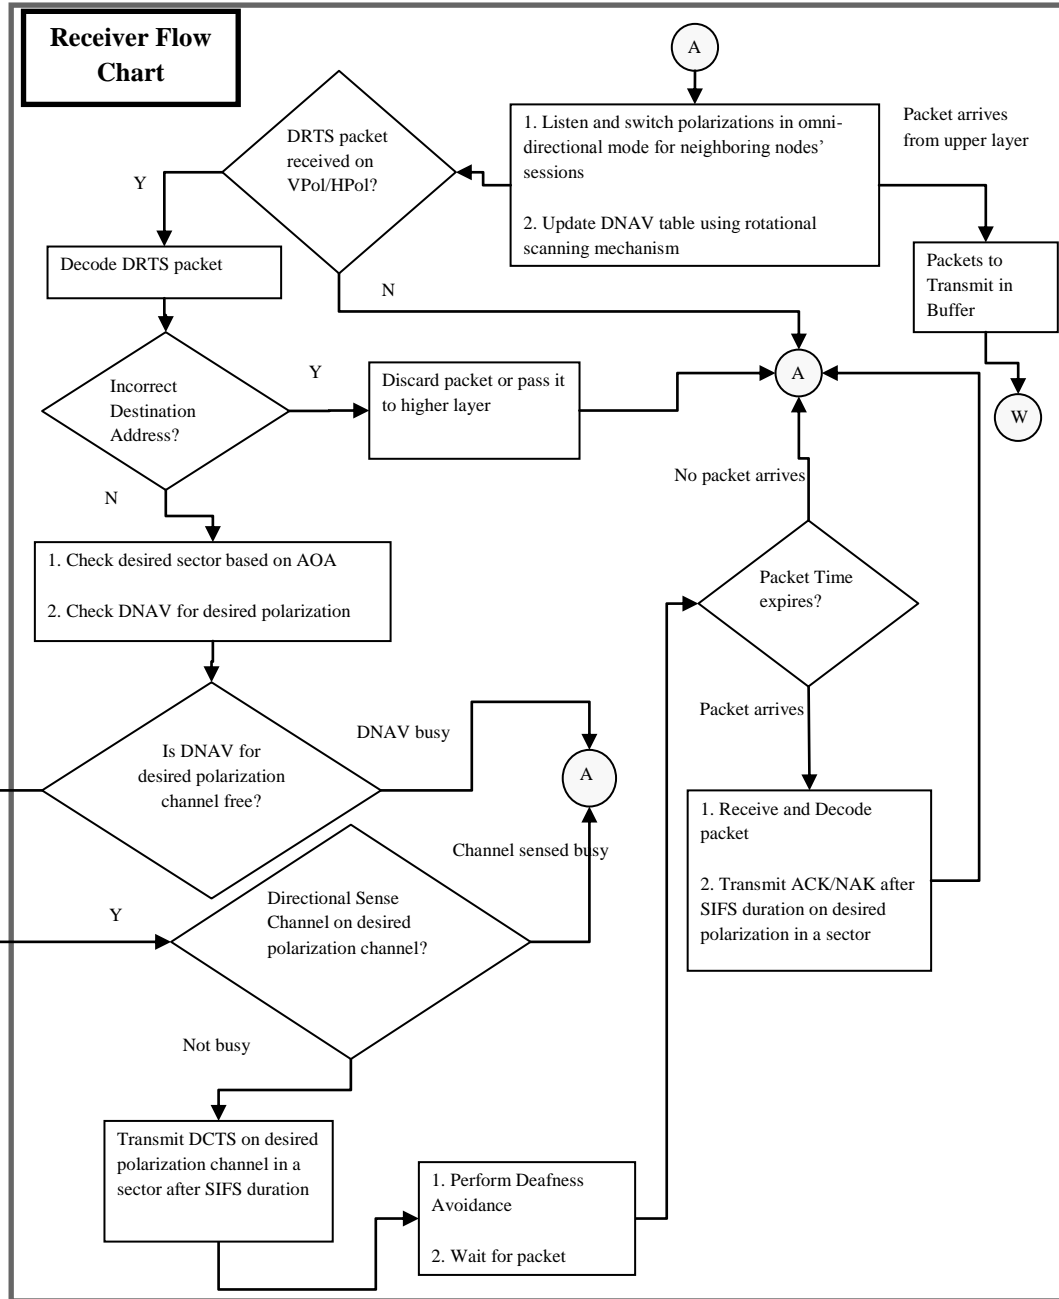 Receiver Flow
Chart
A
1. Listen and switch polarizations in omni-
directional mode for neighboring nodes'
sessions
2. Update DNAV table using rotational
scanning mechanism
Packet arrives
from upper layer
DRTS packet
received on
VPol/HPol?
Y
N
Decode DRTS packet
Packets to
Transmit in
Buffer
W
Incorrect
Destination
Address?
Y
Discard packet or pass it
to higher layer
A
N
No packet arrives
1. Check desired sector based on AOA
2. Check DNAV for desired polarization
Packet Time
expires?
Packet arrives
Is DNAV for
desired polarization
channel free?
DNAV busy
A
Channel sensed busy
Y
Directional Sense
Channel on desired
polarization channel?
1. Receive and Decode
packet
2. Transmit ACK/NAK after
SIFS duration on desired
polarization in a sector
Not busy
Transmit DCTS on desired
polarization channel in a
sector after SIFS duration
1. Perform Deafness
Avoidance
2. Wait for packet